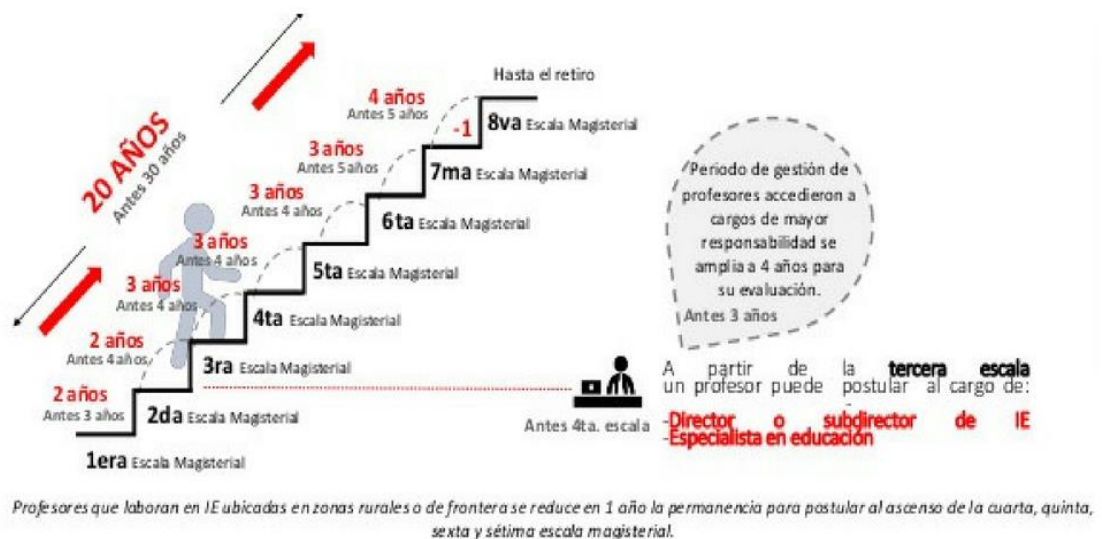 Hasta el retiro
4 años
Antes 5 años
-1
8va Escala Magisterial
3 años
Antes 5años
7ma Escala Magisterial
20 AÑOS
Antes 30 años
3 años
Antes 4 años
6ta Escala Magisterial
3 años
Antes 4 años
5ta Escala Magisterial
3 años
Antes 4 años
4ta Escala Magisterial
2 años
Antes 4 años
3ra Escala Magisterial
2 años
Antes 3 años
2da Escala Magisterial
1era Escala Magisterial
Periodo de gestión de
profesores accedieron a
cargos de mayor
responsabilidad se
amplia a 4 años para
su evaluación.
Antes 3 años
Antes 4ta. escala
A partir de la tercera escala
un profesor puede postular al cargo de:
-Director o subdirector de IE
-Especialista en educación
Profesores que laboran en IE ubicadas en zonas rurales o de frontera se reduce en 1 año la permanencia para postular al ascenso de la cuarta, quinta,
sexta y sétima escala magisterial.